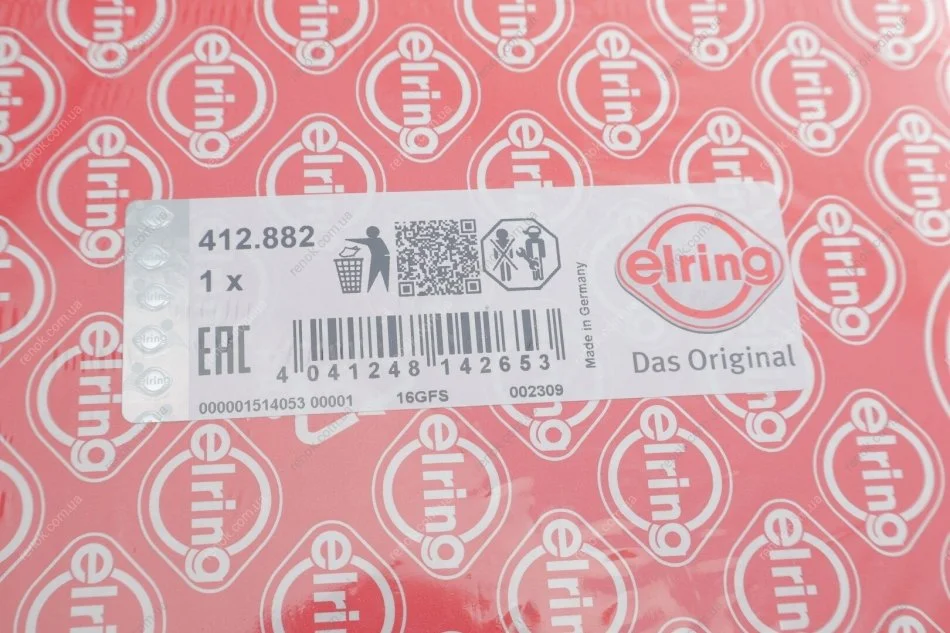 412.882
1 x
EAC
4 041248 142653
000001514053 00001 16GFS 002309
Made in Germany
elring
Das Original